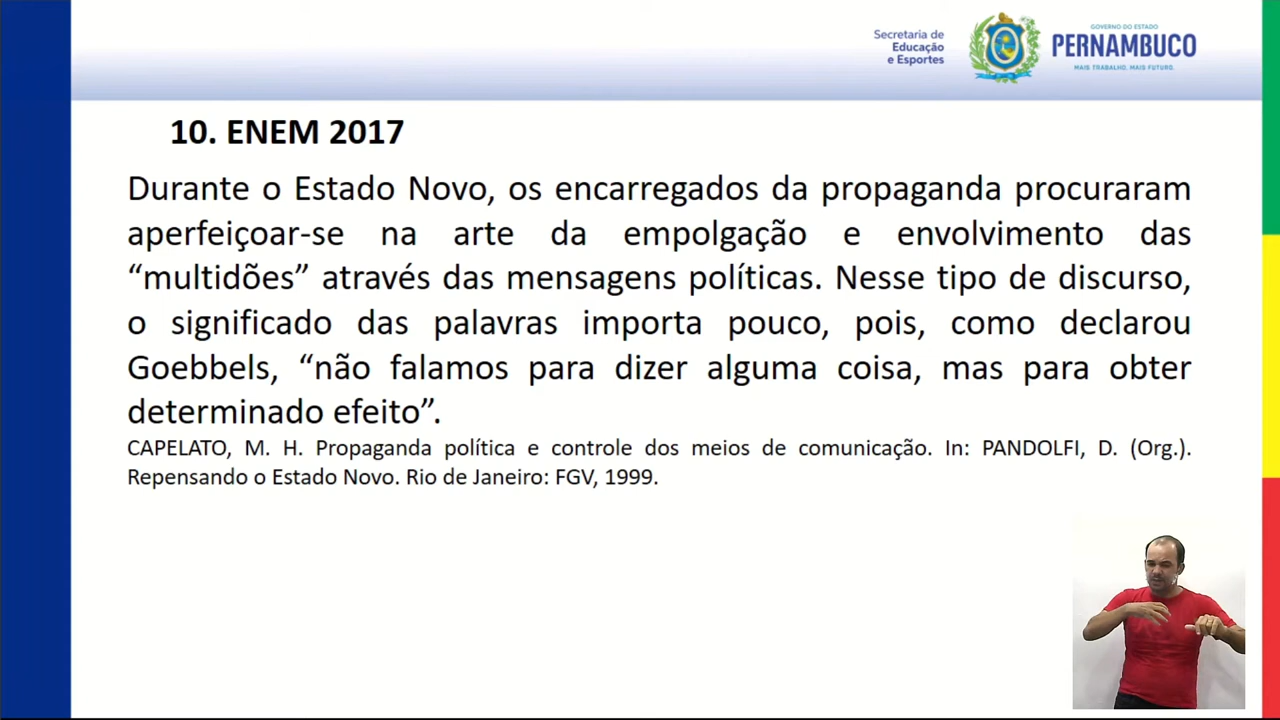 Secretaria de
Educação
e Esportes
GOVERNO DO ESTADO
PERNAMBUCO
MAIS TRABALHO. MAIS FUTURO.
10. ENEM 2017
Durante o Estado Novo, os encarregados da propaganda procuraram
aperfeiçoar-se na arte da empolgação e envolvimento das
“multidões” através das mensagens políticas. Nesse tipo de discurso,
o significado das palavras importa pouco, pois, como declarou
Goebbels, “não falamos para dizer alguma coisa, mas para obter
determinado efeito”.
CAPELATO, M. H. Propaganda política e controle dos meios de comunicação. In: PANDOLFI, D. (Org.).
Repensando o Estado Novo. Rio de Janeiro: FGV, 1999.